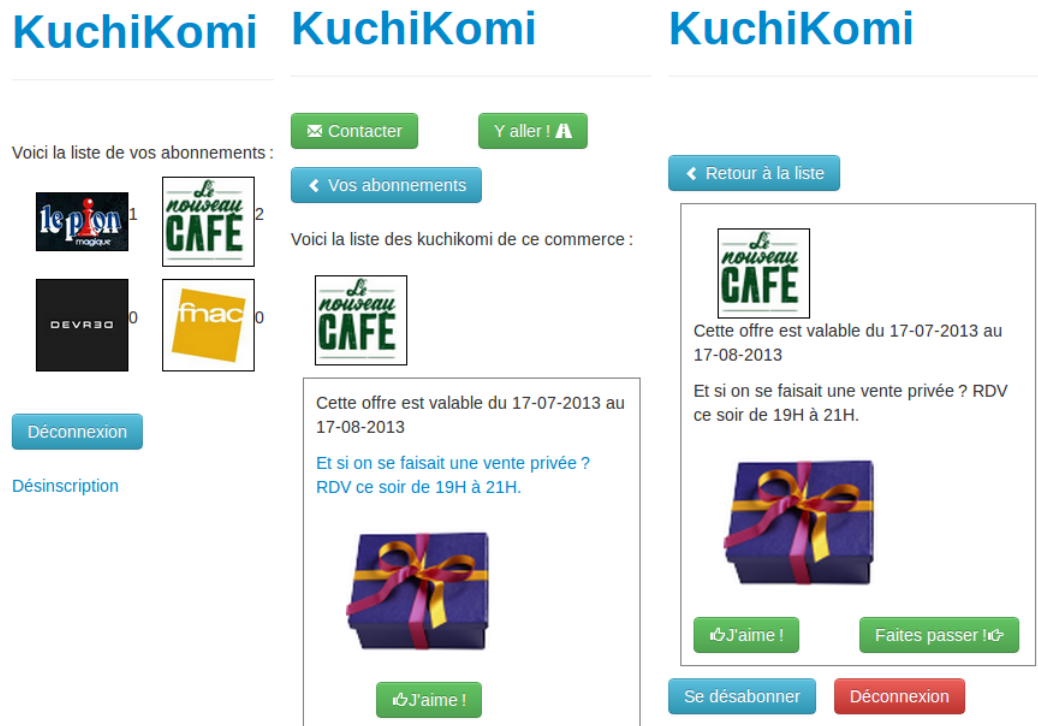 KuchiKomi
Voici la liste de vos abonnements :
le pion
magique
1
Le
nouveau
CAFÉ
2
DEVRED
0
fnac
0
Déconnexion
Désinscription
KuchiKomi
Contacter
Y aller !
Vos abonnements
Voici la liste des kuchikomi de ce commerce :
Le
nouveau
CAFÉ
Cette offre est valable du 17-07-2013 au
17-08-2013
Et si on se faisait une vente privée ?
RDV ce soir de 19H à 21H.
J'aime !
KuchiKomi
Retour à la liste
Le
nouveau
CAFÉ
Cette offre est valable du 17-07-2013 au
17-08-2013
Et si on se faisait une vente privée ? RDV
ce soir de 19H à 21H.
J'aime !
Faites passer !
Se désabonner
Déconnexion